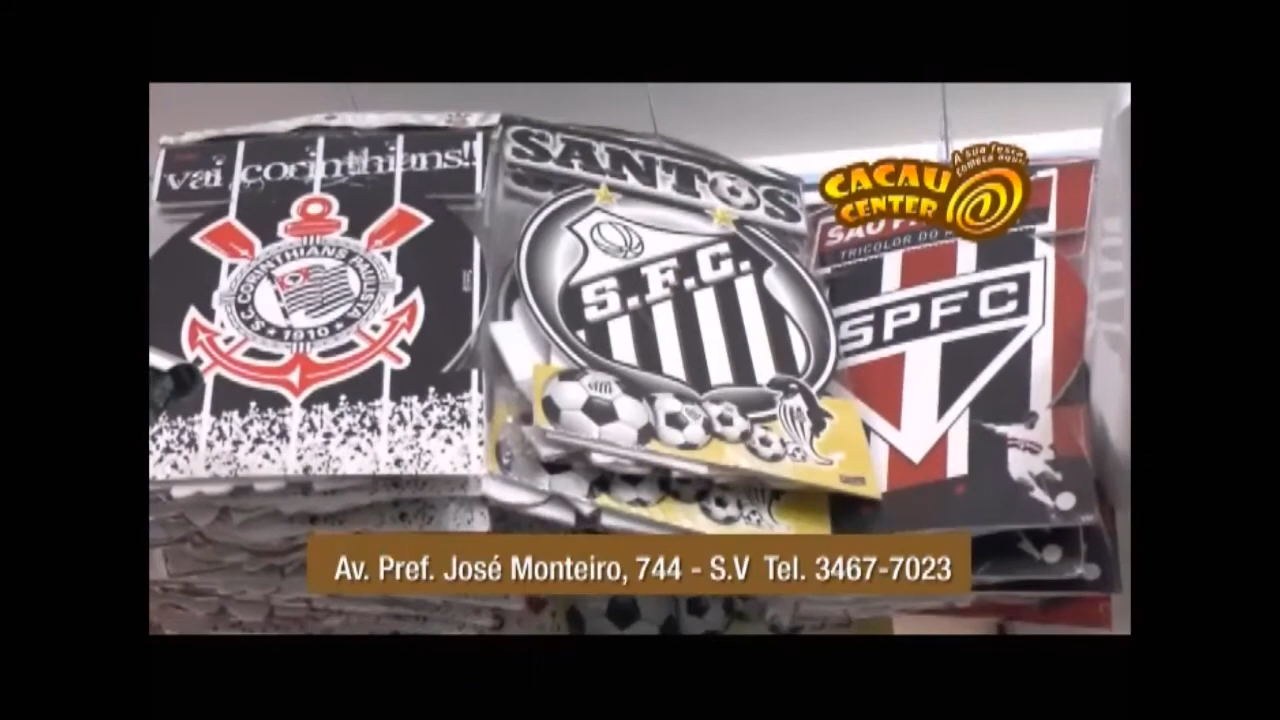 vai corinthians!!
S.C. CORINTHIANS PAULISTA
1910
SANTOS
S.F.C.
A sua festa
começa aqui
CACAU
CENTER
SÃO
TRICOLOR DO
SPFC
Av. Pref. José Monteiro, 744 - S.V Tel. 3467-7023